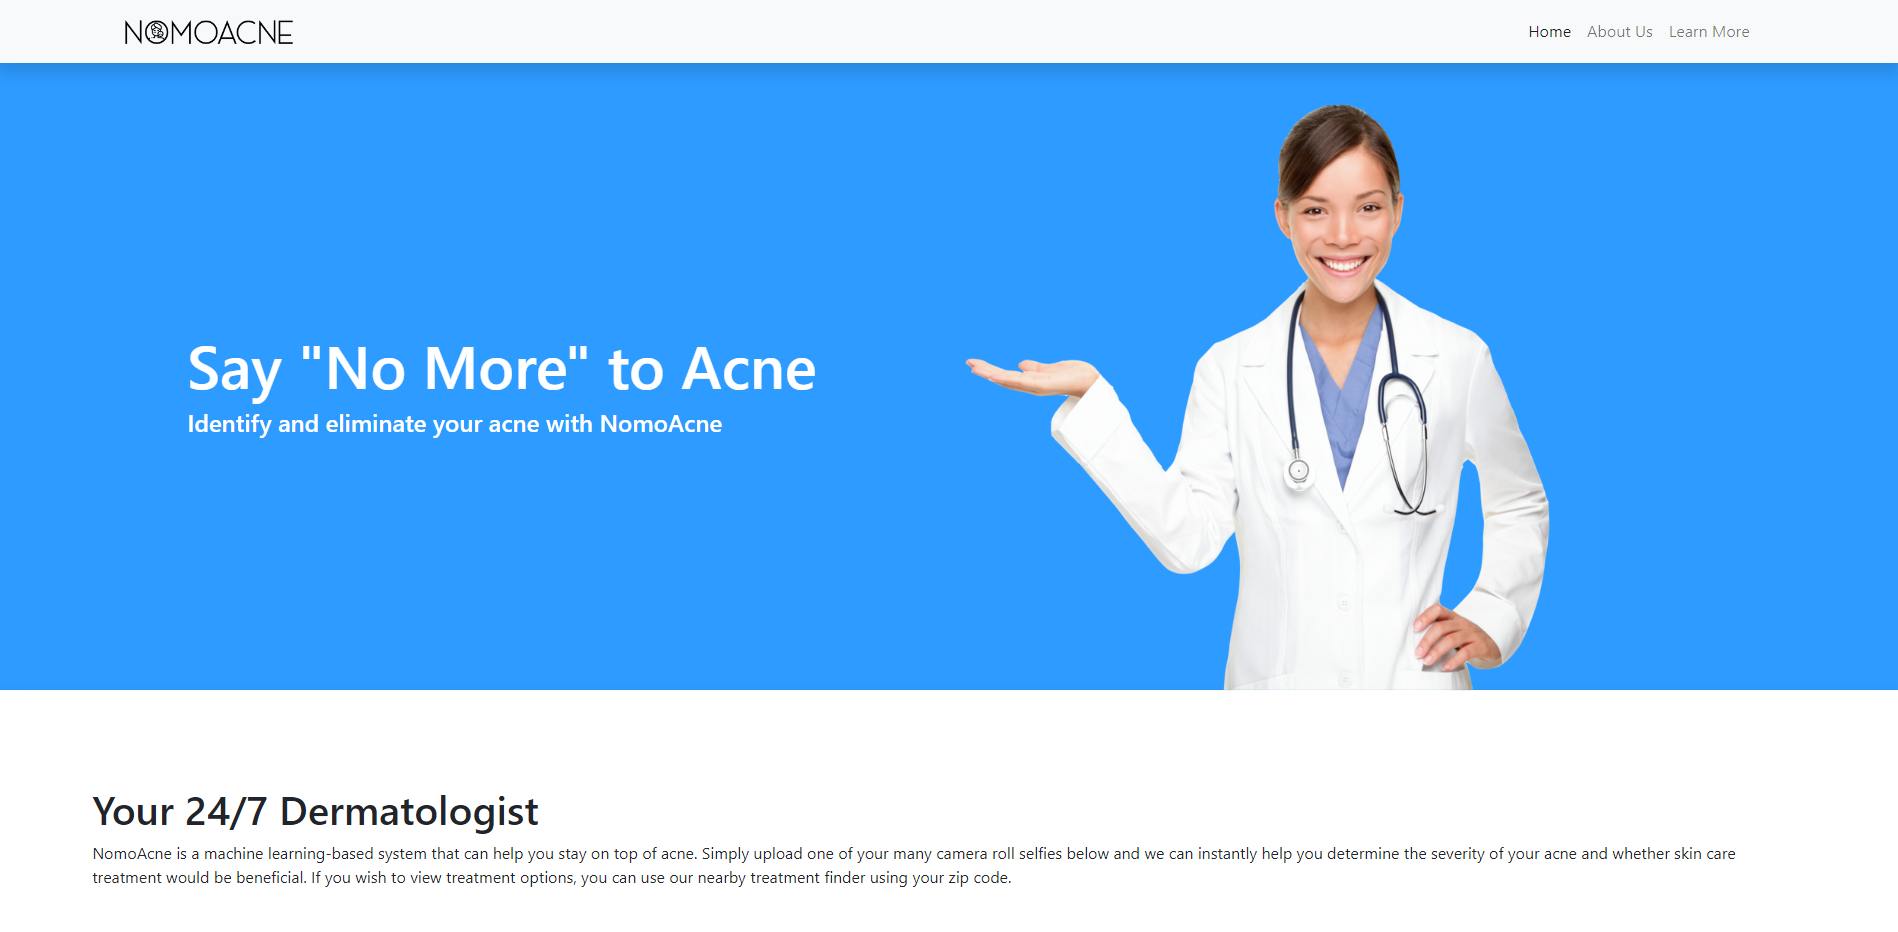 NOMOACNE
Home About Us Learn More
Say "No More" to Acne
Identify and eliminate your acne with NomoAcne
Your 24/7 Dermatologist
NomoAcne is a machine learning-based system that can help you stay on top of acne. Simply upload one of your many camera roll selfies below and we can instantly help you determine the severity of your acne and whether skin care
treatment would be beneficial. If you wish to view treatment options, you can use our nearby treatment finder using your zip code.